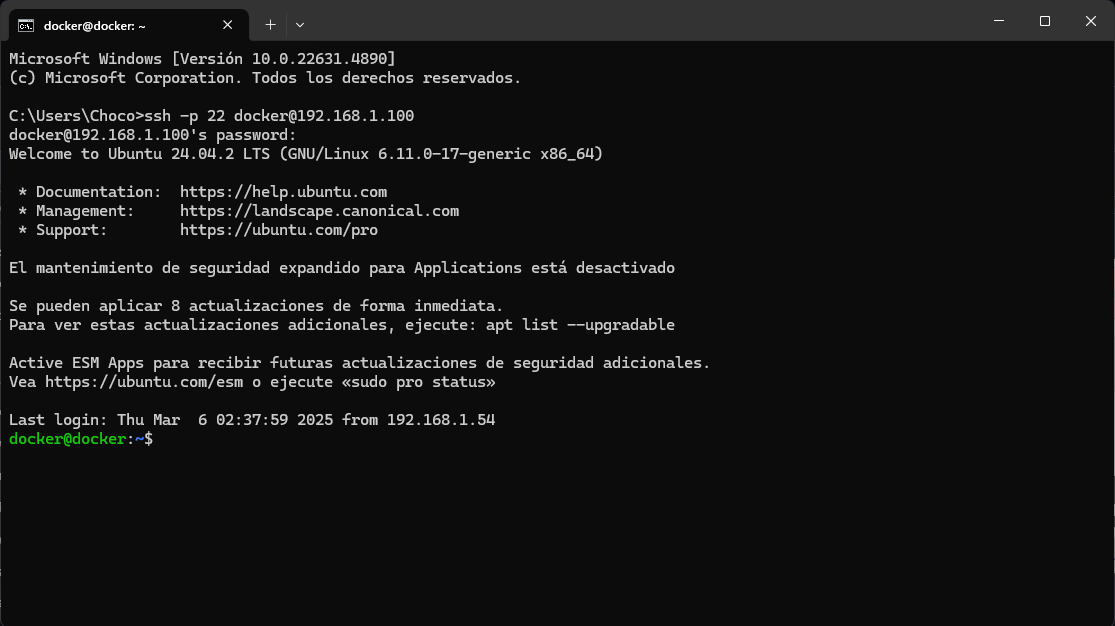 docker@docker: ~
Microsoft Windows [Versión 10.0.22631.4890]
(c) Microsoft Corporation. Todos los derechos reservados.
C:\Users\Choco>ssh -p 22 docker@192.168.1.100
docker@192.168.1.100's password:
Welcome to Ubuntu 24.04.2 LTS (GNU/Linux 6.11.0-17-generic x86_64)
* Documentation:  https://help.ubuntu.com
* Management:     https://landscape.canonical.com
* Support:        https://ubuntu.com/pro
El mantenimiento de seguridad expandido para Applications está desactivado
Se pueden aplicar 8 actualizaciones de forma inmediata.
Para ver estas actualizaciones adicionales, ejecute: apt list --upgradable
Active ESM Apps para recibir futuras actualizaciones de seguridad adicionales.
Vea https://ubuntu.com/esm o ejecute «sudo pro status»
Last login: Thu Mar  6 02:37:59 2025 from 192.168.1.54
docker@docker:~$